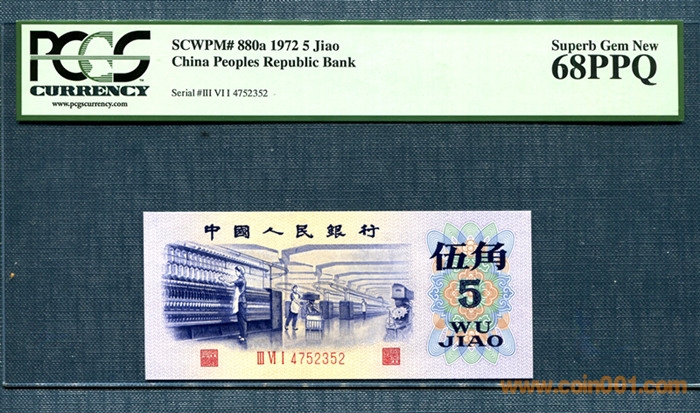 PCGS
CURRENCY
www.pcgscurrency.com
SCWPM# 880a 1972 5 Jiao
China Peoples Republic Bank
Serial #III VI I 4752352
Superb Gem New
68PPQ
中國人民銀行
伍角
5
WU
JIAO
III VI I 4752352
www.coin001.com